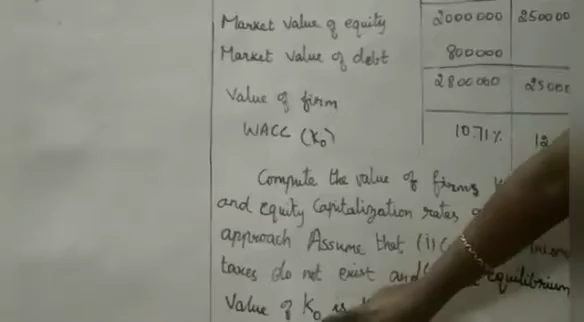 Market value of equity 2000000 250000
Market value of debt 800000
Value of firm 2800000 25000
WACC (K0) 10.71% 12
Compute the value of firms
and equity capitalization rates
approach Assume that (i)
taxes do not exist and equilibrium
value of K0 is